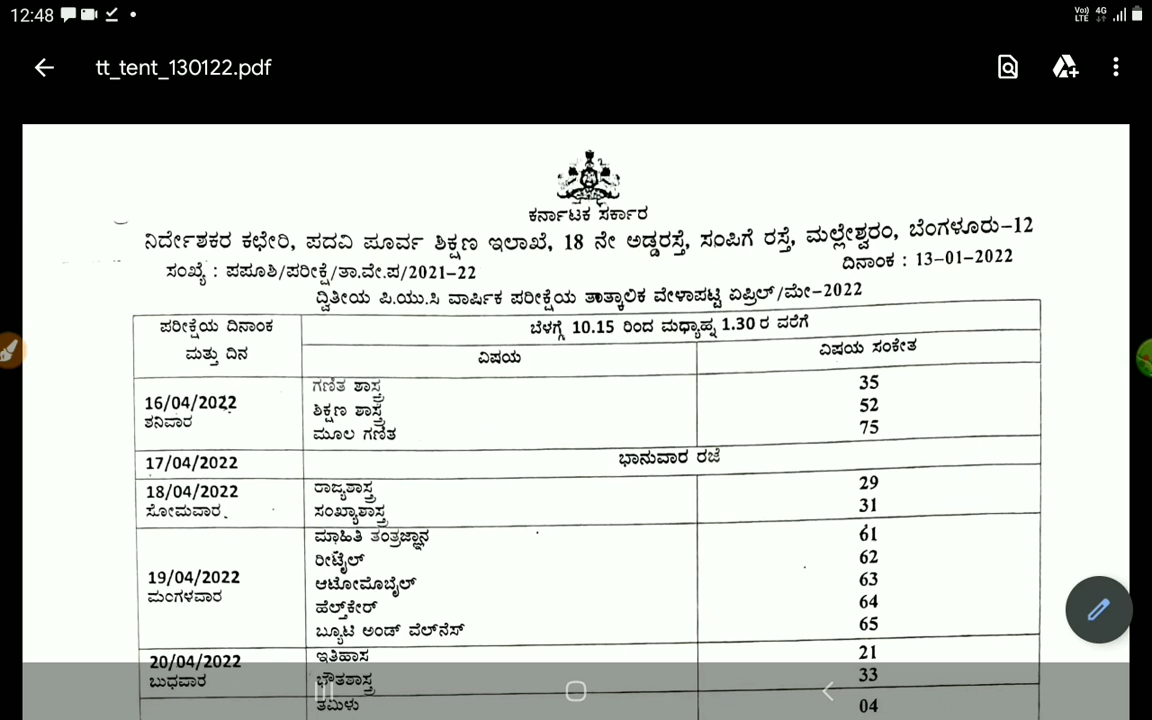 12:48
Vo) 4G
LTE
tt_tent_130122.pdf
ಕರ್ನಾಟಕ ಸರ್ಕಾರ
ನಿರ್ದೇಶಕರ ಕಛೇರಿ, ಪದವಿ ಪೂರ್ವ ಶಿಕ್ಷಣ ಇಲಾಖೆ, 18 ನೇ ಅಡ್ಡರಸ್ತೆ, ಸಂಪಿಗೆ ರಸ್ತೆ, ಮಲ್ಲೇಶ್ವರಂ, ಬೆಂಗಳೂರು-12
ಸಂಖ್ಯೆ : ಪಪೂಶಿ/ಪರೀಕ್ಷೆ/ತಾ.ವೇ.ಪ/2021-22 ದಿನಾಂಕ : 13-01-2022
ದ್ವಿತೀಯ ಪಿ.ಯು.ಸಿ ವಾರ್ಷಿಕ ಪರೀಕ್ಷೆಯ ತಾತ್ಕಾಲಿಕ ವೇಳಾಪಟ್ಟಿ ಏಪ್ರಿಲ್/ಮೇ-2022
ಪರೀಕ್ಷೆಯ ದಿನಾಂಕ ಬೆಳಗ್ಗೆ 10.15 ರಿಂದ ಮಧ್ಯಾಹ್ನ 1.30 ರ ವರೆಗೆ
ಮತ್ತು ದಿನ ವಿಷಯ ವಿಷಯ ಸಂಕೇತ
ಗಣಿತ ಶಾಸ್ತ್ರ 35
16/04/2022 ಶಿಕ್ಷಣ ಶಾಸ್ತ್ರ 52
ಶನಿವಾರ ಮೂಲ ಗಣಿತ 75
17/04/2022 ಭಾನುವಾರ ರಜೆ
18/04/2022 ರಾಜ್ಯಶಾಸ್ತ್ರ 29
ಸೋಮವಾರ ಸಂಖ್ಯಾಶಾಸ್ತ್ರ 31
ಮಾಹಿತಿ ತಂತ್ರಜ್ಞಾನ 61
ರೀಟೈಲ್ 62
19/04/2022 ಆಟೋಮೊಬೈಲ್ 63
ಮಂಗಳವಾರ ಹೆಲ್ತ್‌ಕೇರ್ 64
ಬ್ಯೂಟಿ ಅಂಡ್ ವೆಲ್‌ನೆಸ್ 65
20/04/2022 ಇತಿಹಾಸ 21
ಬುಧವಾರ ಭೌತಶಾಸ್ತ್ರ 33
ತಮಿಳು 04